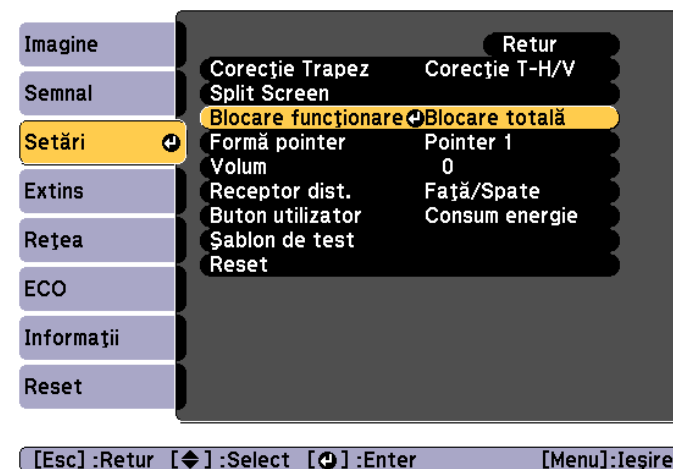 Imagine
Semnal
Setări
Extins
Reţea
ECO
Informaţii
Reset
Retur
Corecţie Trapez Corecţie T-H/V
Split Screen
Blocare funcţionare Blocare totală
Formă pointer Pointer 1
Volum 0
Receptor dist. Faţă/Spate
Buton utilizator Consum energie
Şablon de test
Reset
[Esc] :Retur [◆] :Select [↵] :Enter [Menu]:Ieşire